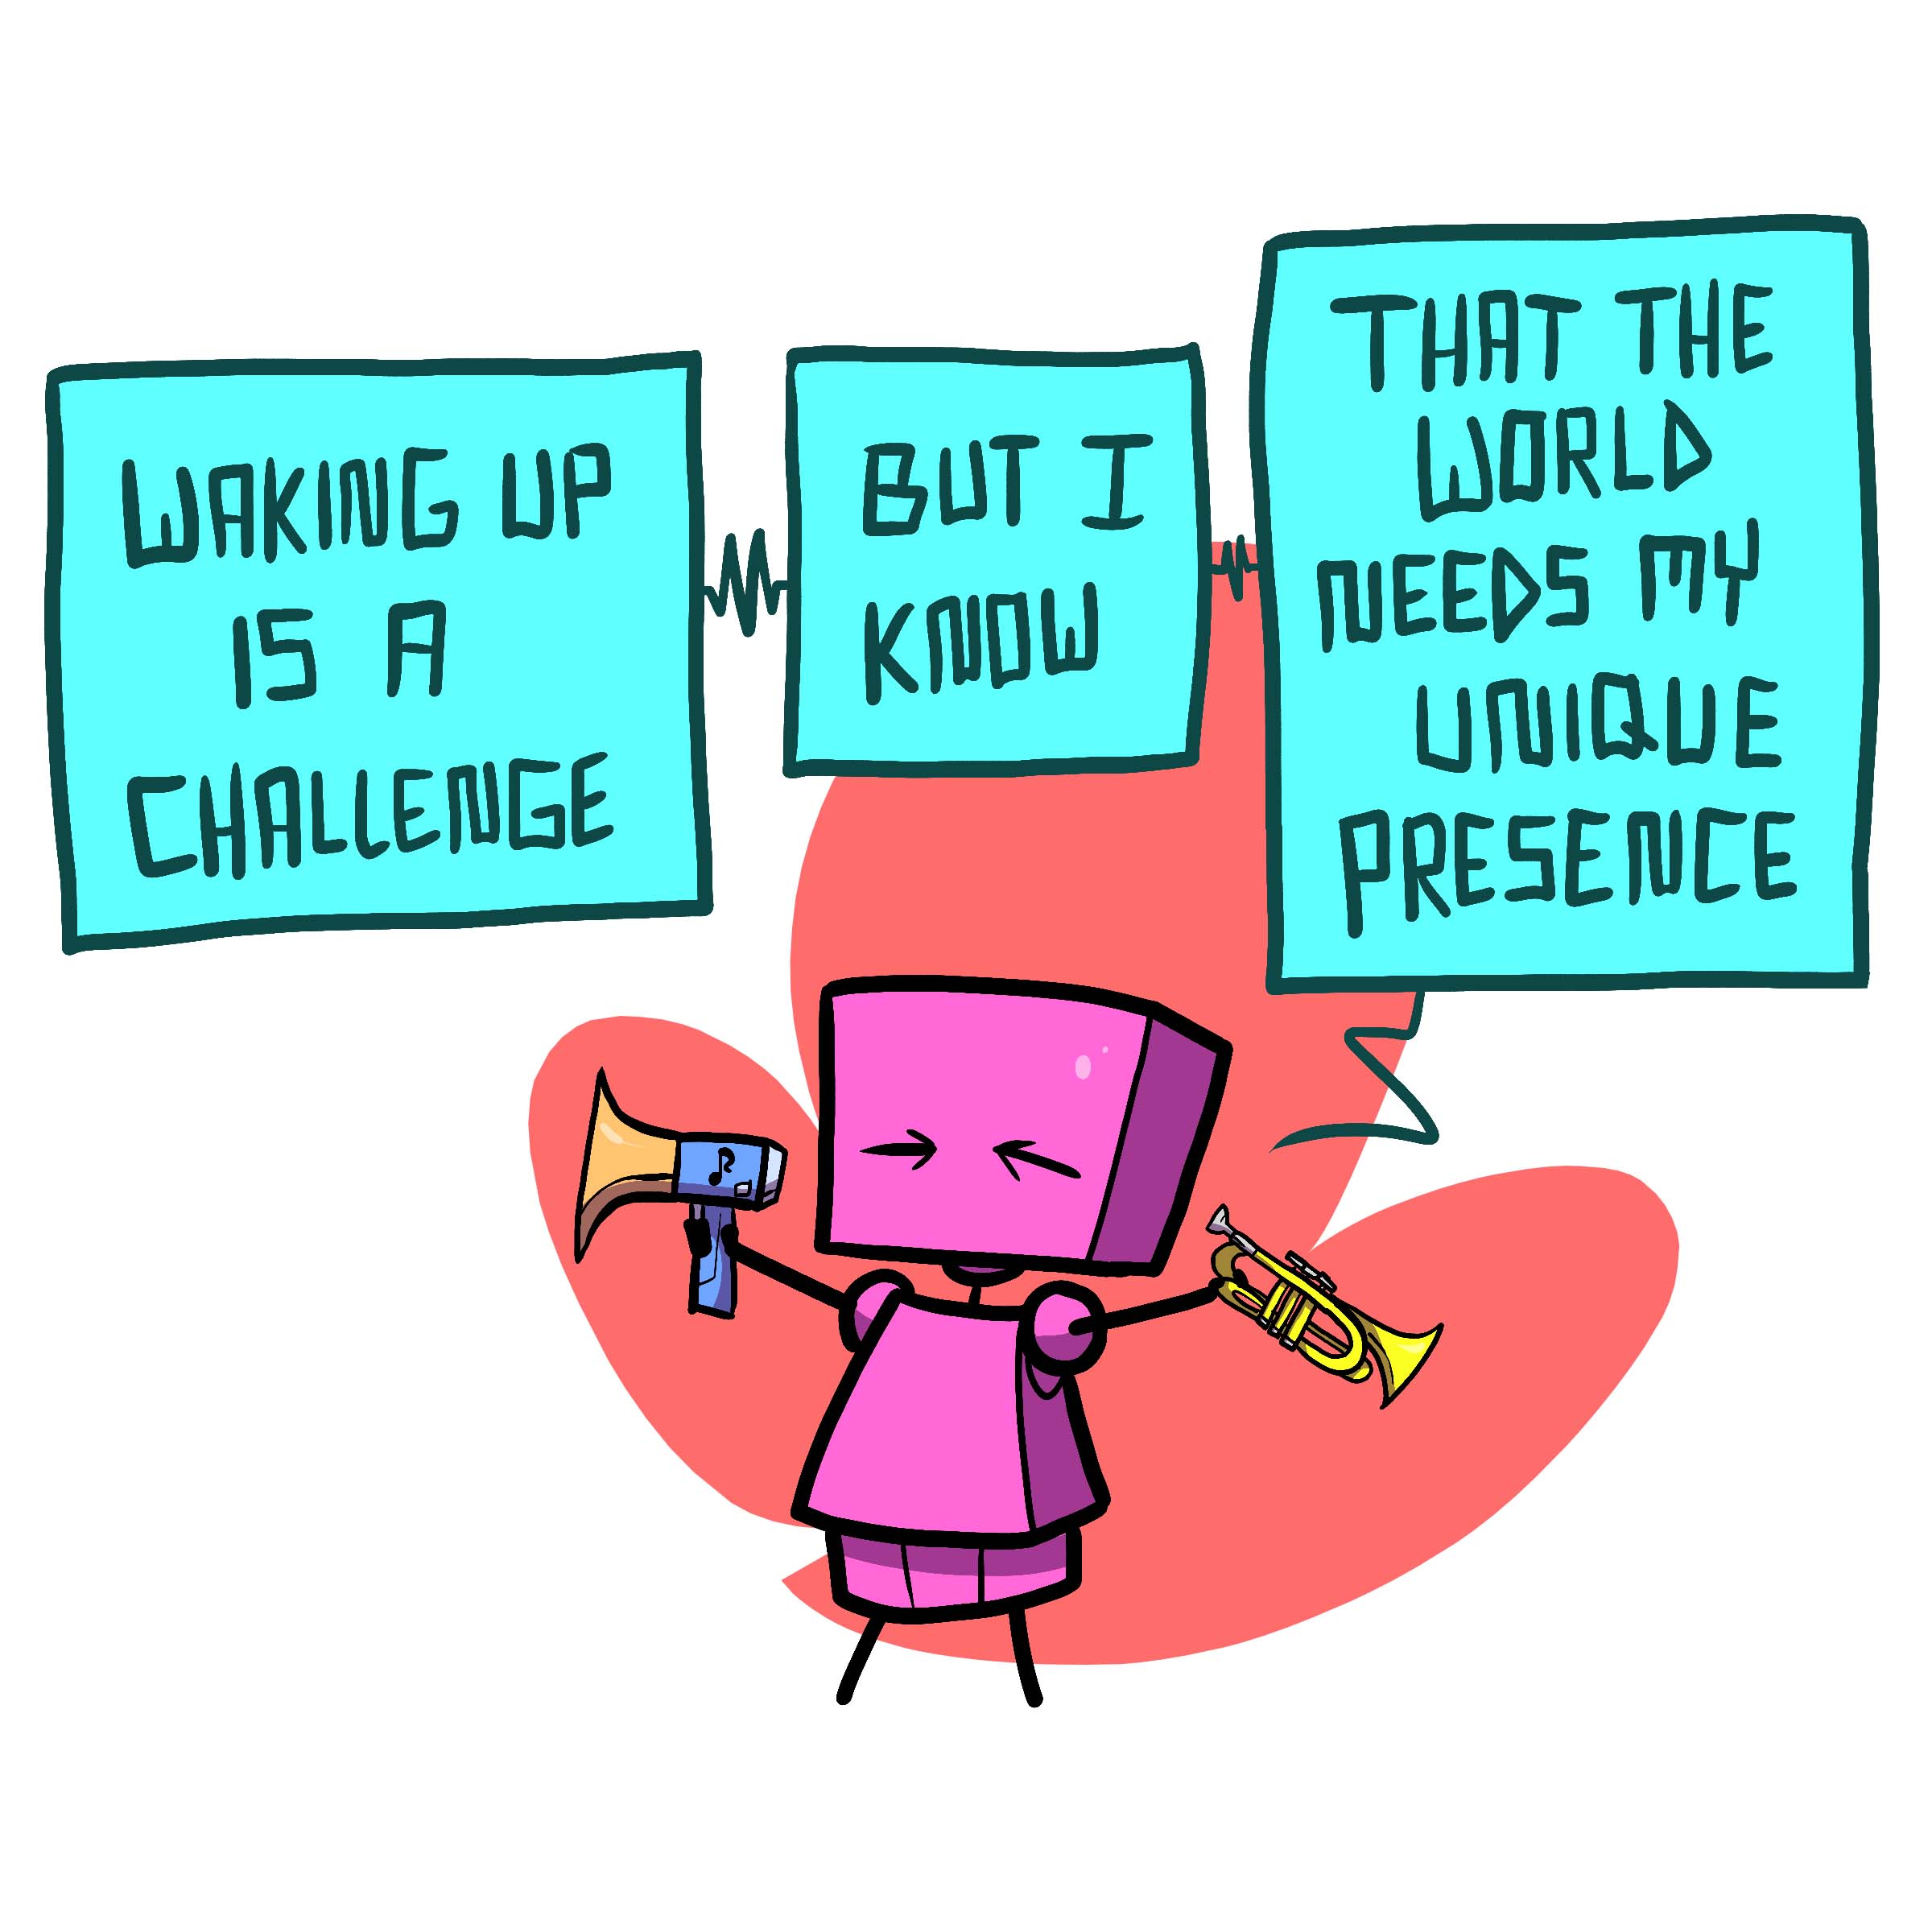 WAKING UP
IS A
CHALLENGE
BUT I
KNOW
THAT THE
WORLD
NEEDS MY
UNIQUE
PRESENCE